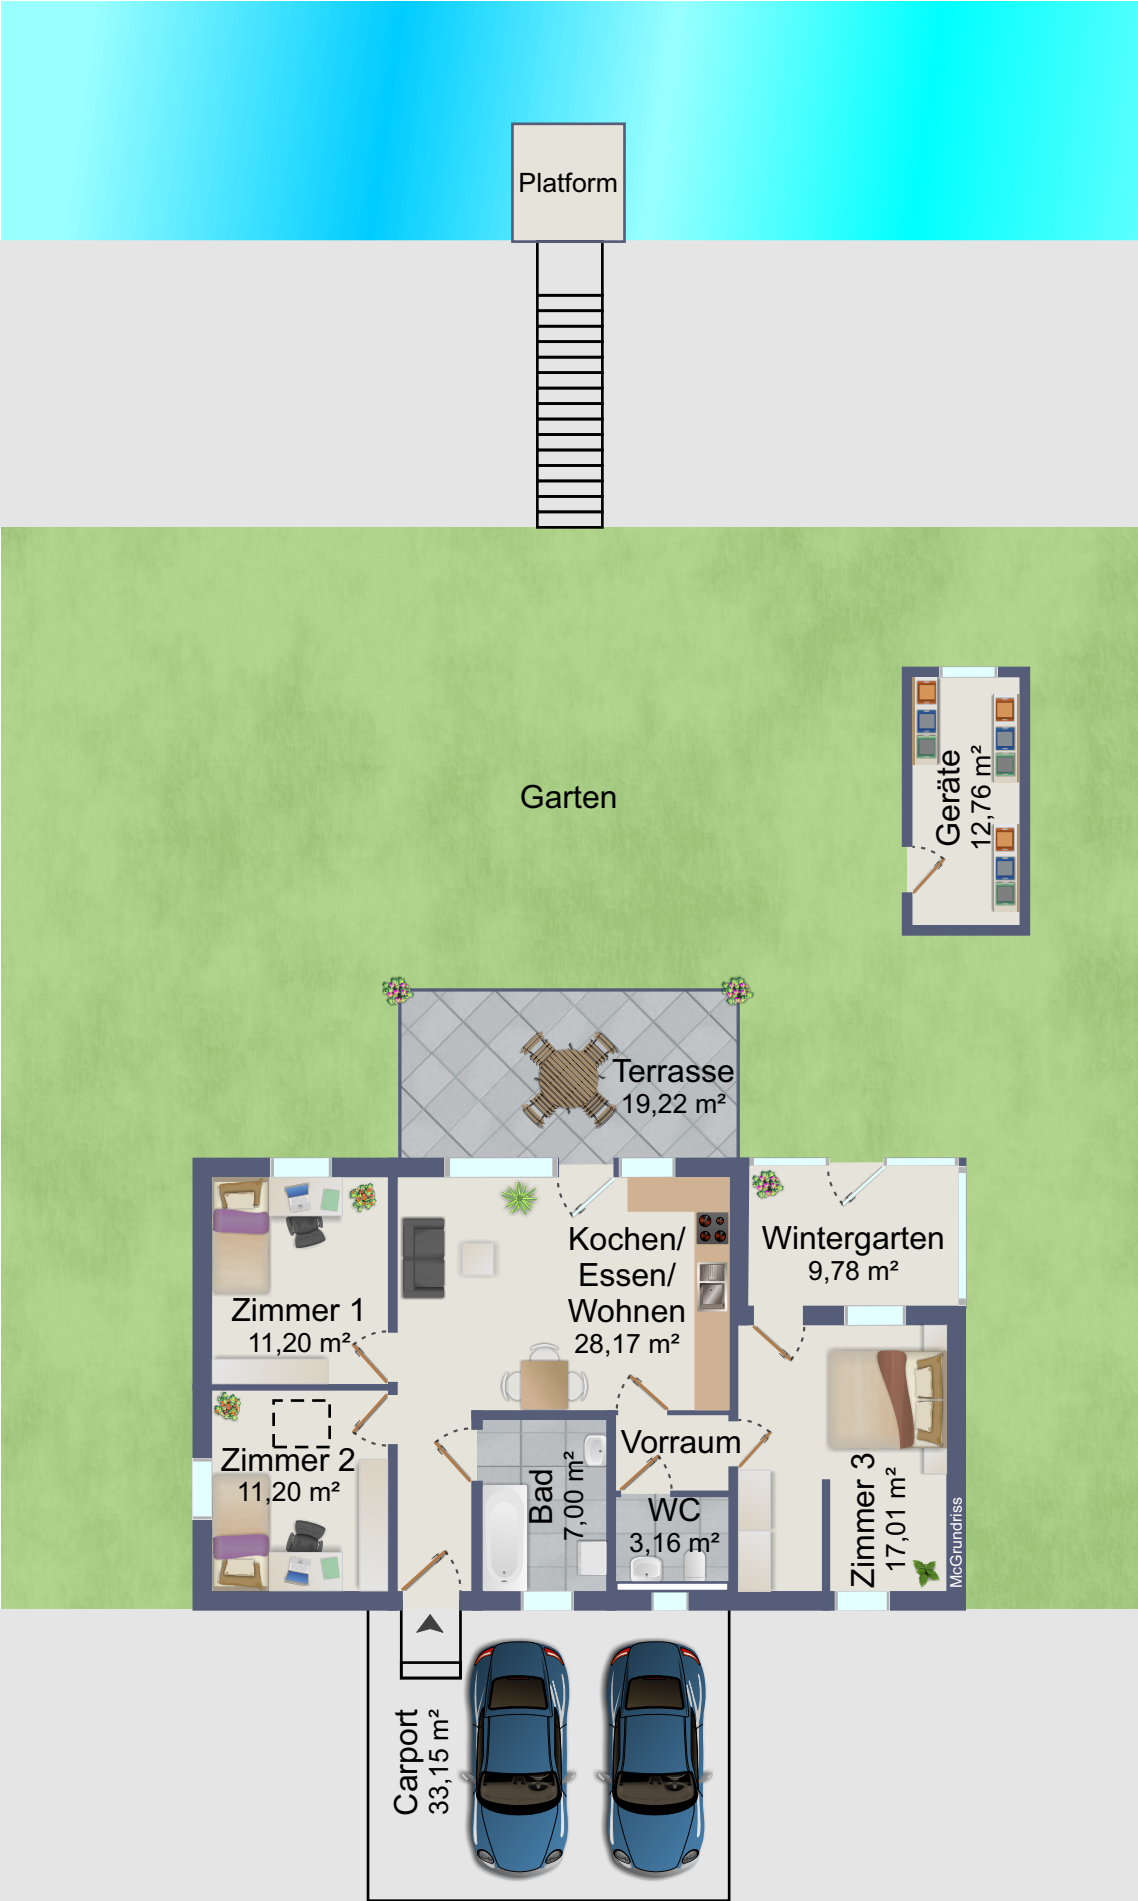 Platform
Garten
Geräte
12,76 m²
Terrasse
19,22 m²
Kochen/
Essen/
Wohnen
28,17 m²
Wintergarten
9,78 m²
Zimmer 1
11,20 m²
Zimmer 2
11,20 m²
Bad
7,00 m²
Vorraum
WC
3,16 m²
Zimmer 3
17,01 m²
McGrundriss
Carport
33,15 m²